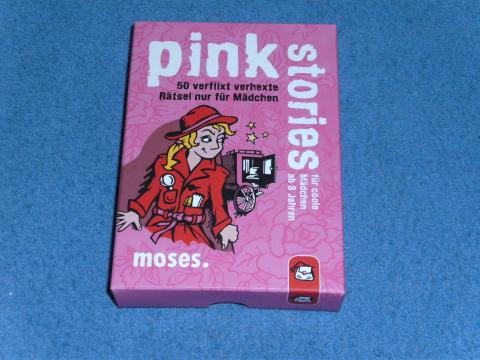 pink
stories
50 verflixt verhexte
Rätsel nur für Mädchen
für coole
Mädchen
ab 8 Jahren
moses.